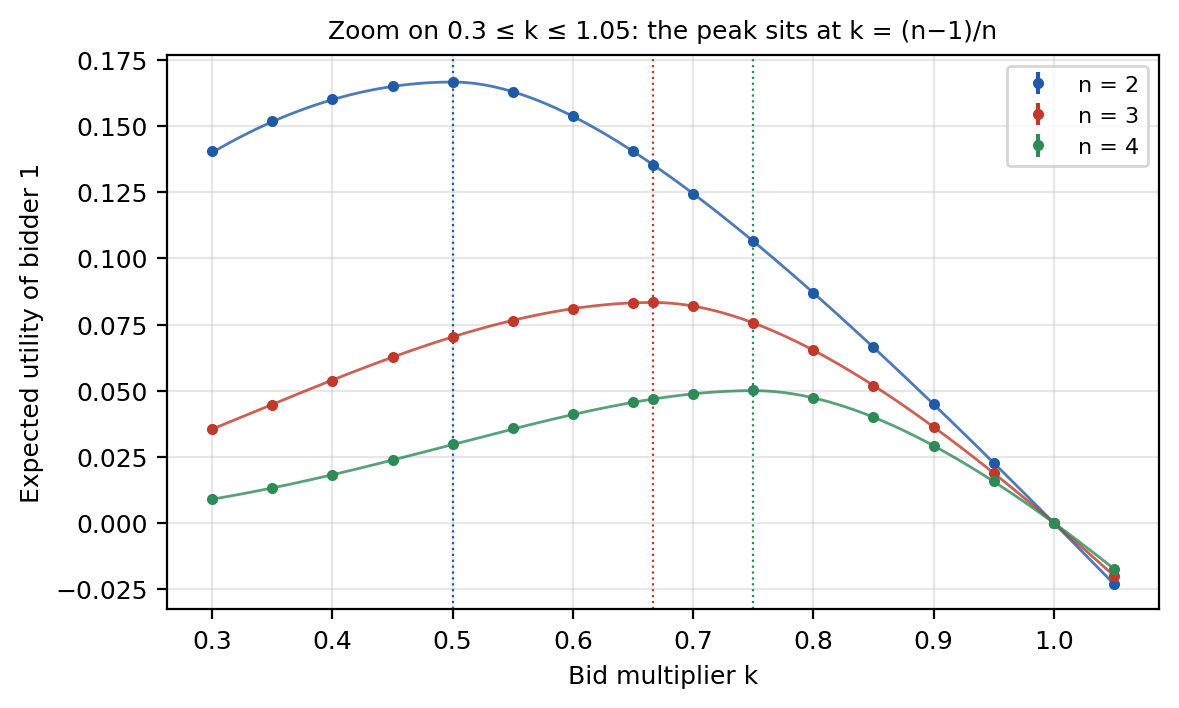 Zoom on 0.3 ≤ k ≤ 1.05: the peak sits at k = (n−1)/n
Expected utility of bidder 1
0.175
0.150
0.125
0.100
0.075
0.050
0.025
0.000
−0.025
n = 2
n = 3
n = 4
0.3 0.4 0.5 0.6 0.7 0.8 0.9 1.0
Bid multiplier k